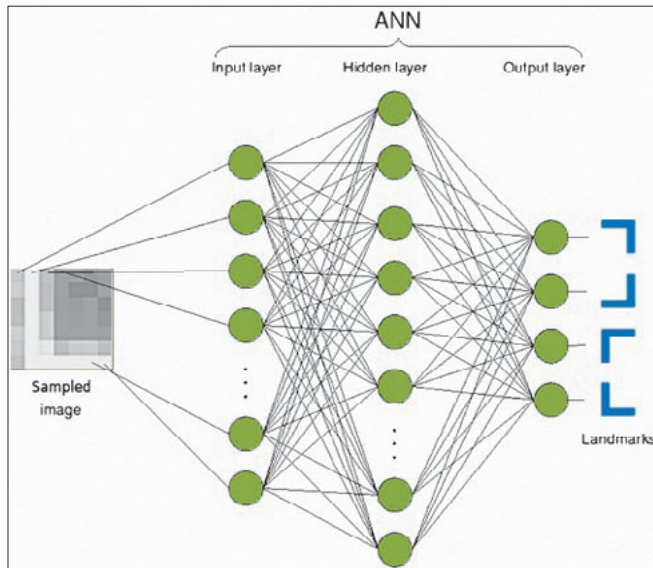 ANN
Input layer
Hidden layer
Output layer
Sampled
image
Landmarks